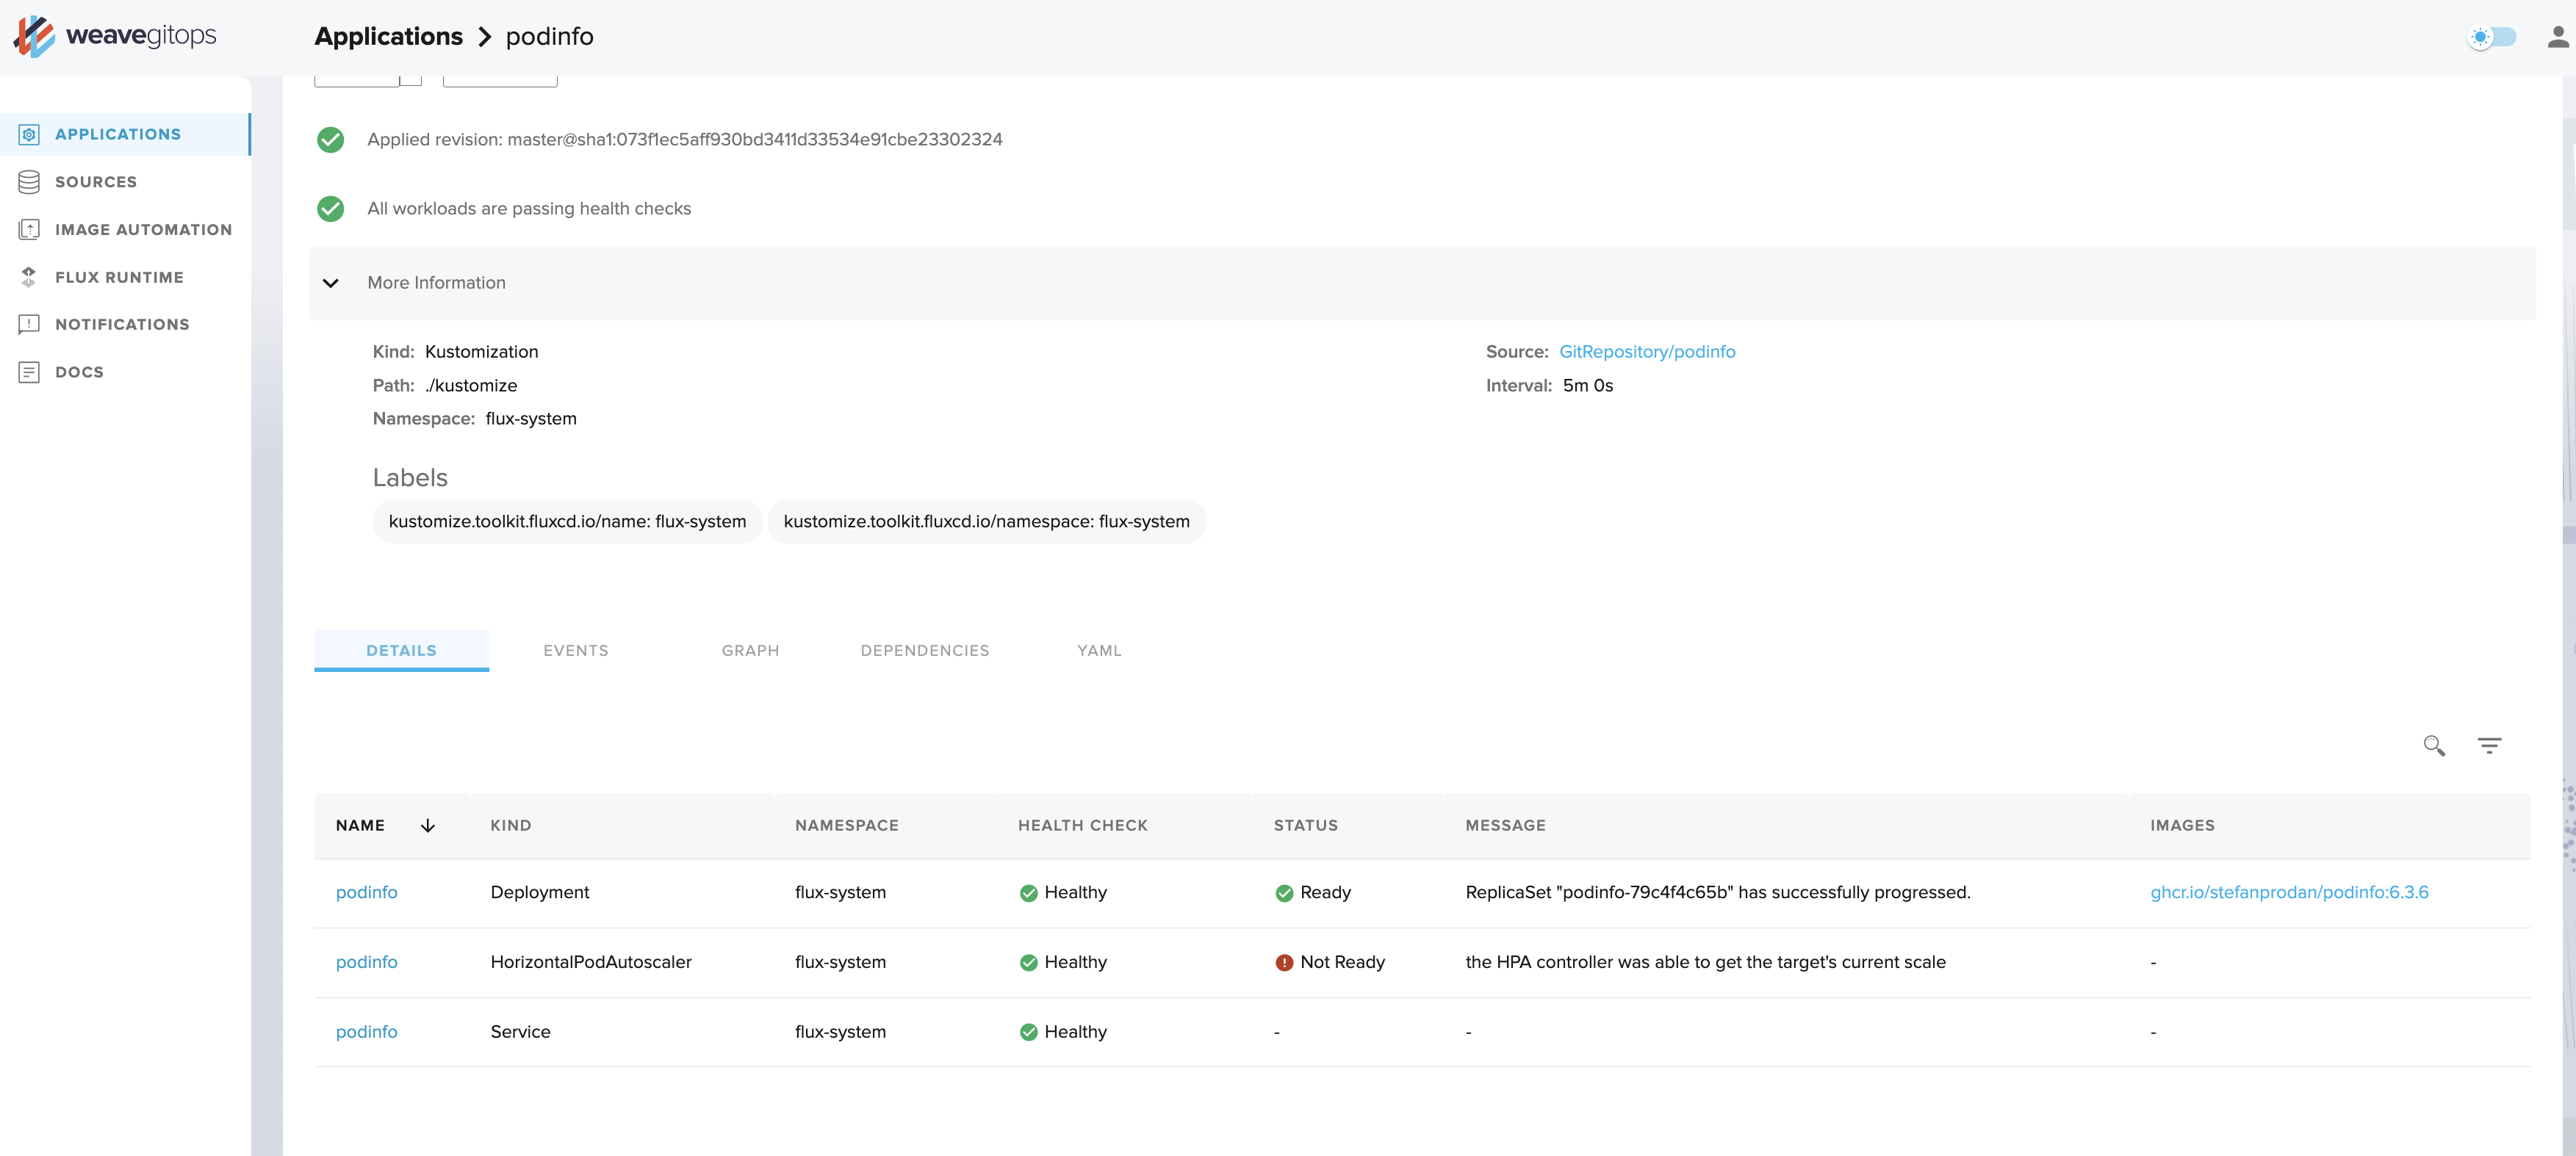 weavegitops
Applications > podinfo
APPLICATIONS
SOURCES
IMAGE AUTOMATION
FLUX RUNTIME
NOTIFICATIONS
DOCS
Applied revision: master@sha1:073f1ec5aff930bd3411d33534e91cbe23302324
All workloads are passing health checks
More Information
Kind: Kustomization
Path: ./kustomize
Namespace: flux-system
Source: GitRepository/podinfo
Interval: 5m 0s
Labels
kustomize.toolkit.fluxcd.io/name: flux-system kustomize.toolkit.fluxcd.io/namespace: flux-system
DETAILS EVENTS GRAPH DEPENDENCIES YAML
NAME KIND NAMESPACE HEALTH CHECK STATUS MESSAGE IMAGES
podinfo Deployment flux-system Healthy Ready ReplicaSet "podinfo-79c4f4c65b" has successfully progressed. ghcr.io/stefanprodan/podinfo:6.3.6
podinfo HorizontalPodAutoscaler flux-system Healthy Not Ready the HPA controller was able to get the target's current scale -
podinfo Service flux-system Healthy - - -